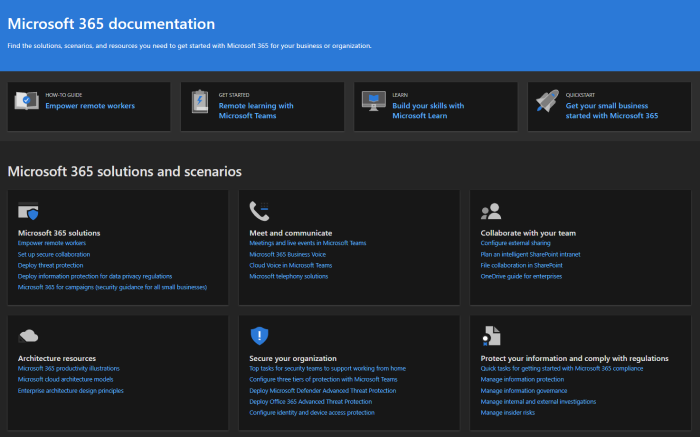 Microsoft 365 documentation
Find the solutions, scenarios, and resources you need to get started with Microsoft 365 for your business or organization.
HOW-TO GUIDE
Empower remote workers
GET STARTED
Remote learning with
Microsoft Teams
LEARN
Build your skills with
Microsoft Learn
QUICKSTART
Get your small business
started with Microsoft 365
Microsoft 365 solutions and scenarios
Microsoft 365 solutions
Empower remote workers
Set up secure collaboration
Deploy threat protection
Deploy information protection for data privacy regulations
Microsoft 365 for campaigns (security guidance for all small businesses)
Meet and communicate
Meetings and live events in Microsoft Teams
Microsoft 365 Business Voice
Cloud Voice in Microsoft Teams
Microsoft telephony solutions
Collaborate with your team
Configure external sharing
Plan an intelligent SharePoint intranet
File collaboration in SharePoint
OneDrive guide for enterprises
Architecture resources
Microsoft 365 productivity illustrations
Microsoft cloud architecture models
Enterprise architecture design principles
Secure your organization
Top tasks for security teams to support working from home
Configure three tiers of protection with Microsoft Teams
Deploy Microsoft Defender Advanced Threat Protection
Deploy Office 365 Advanced Threat Protection
Configure identity and device access protection
Protect your information and comply with regulations
Quick tasks for getting started with Microsoft 365 compliance
Manage information protection
Manage information governance
Manage internal and external investigations
Manage insider risks